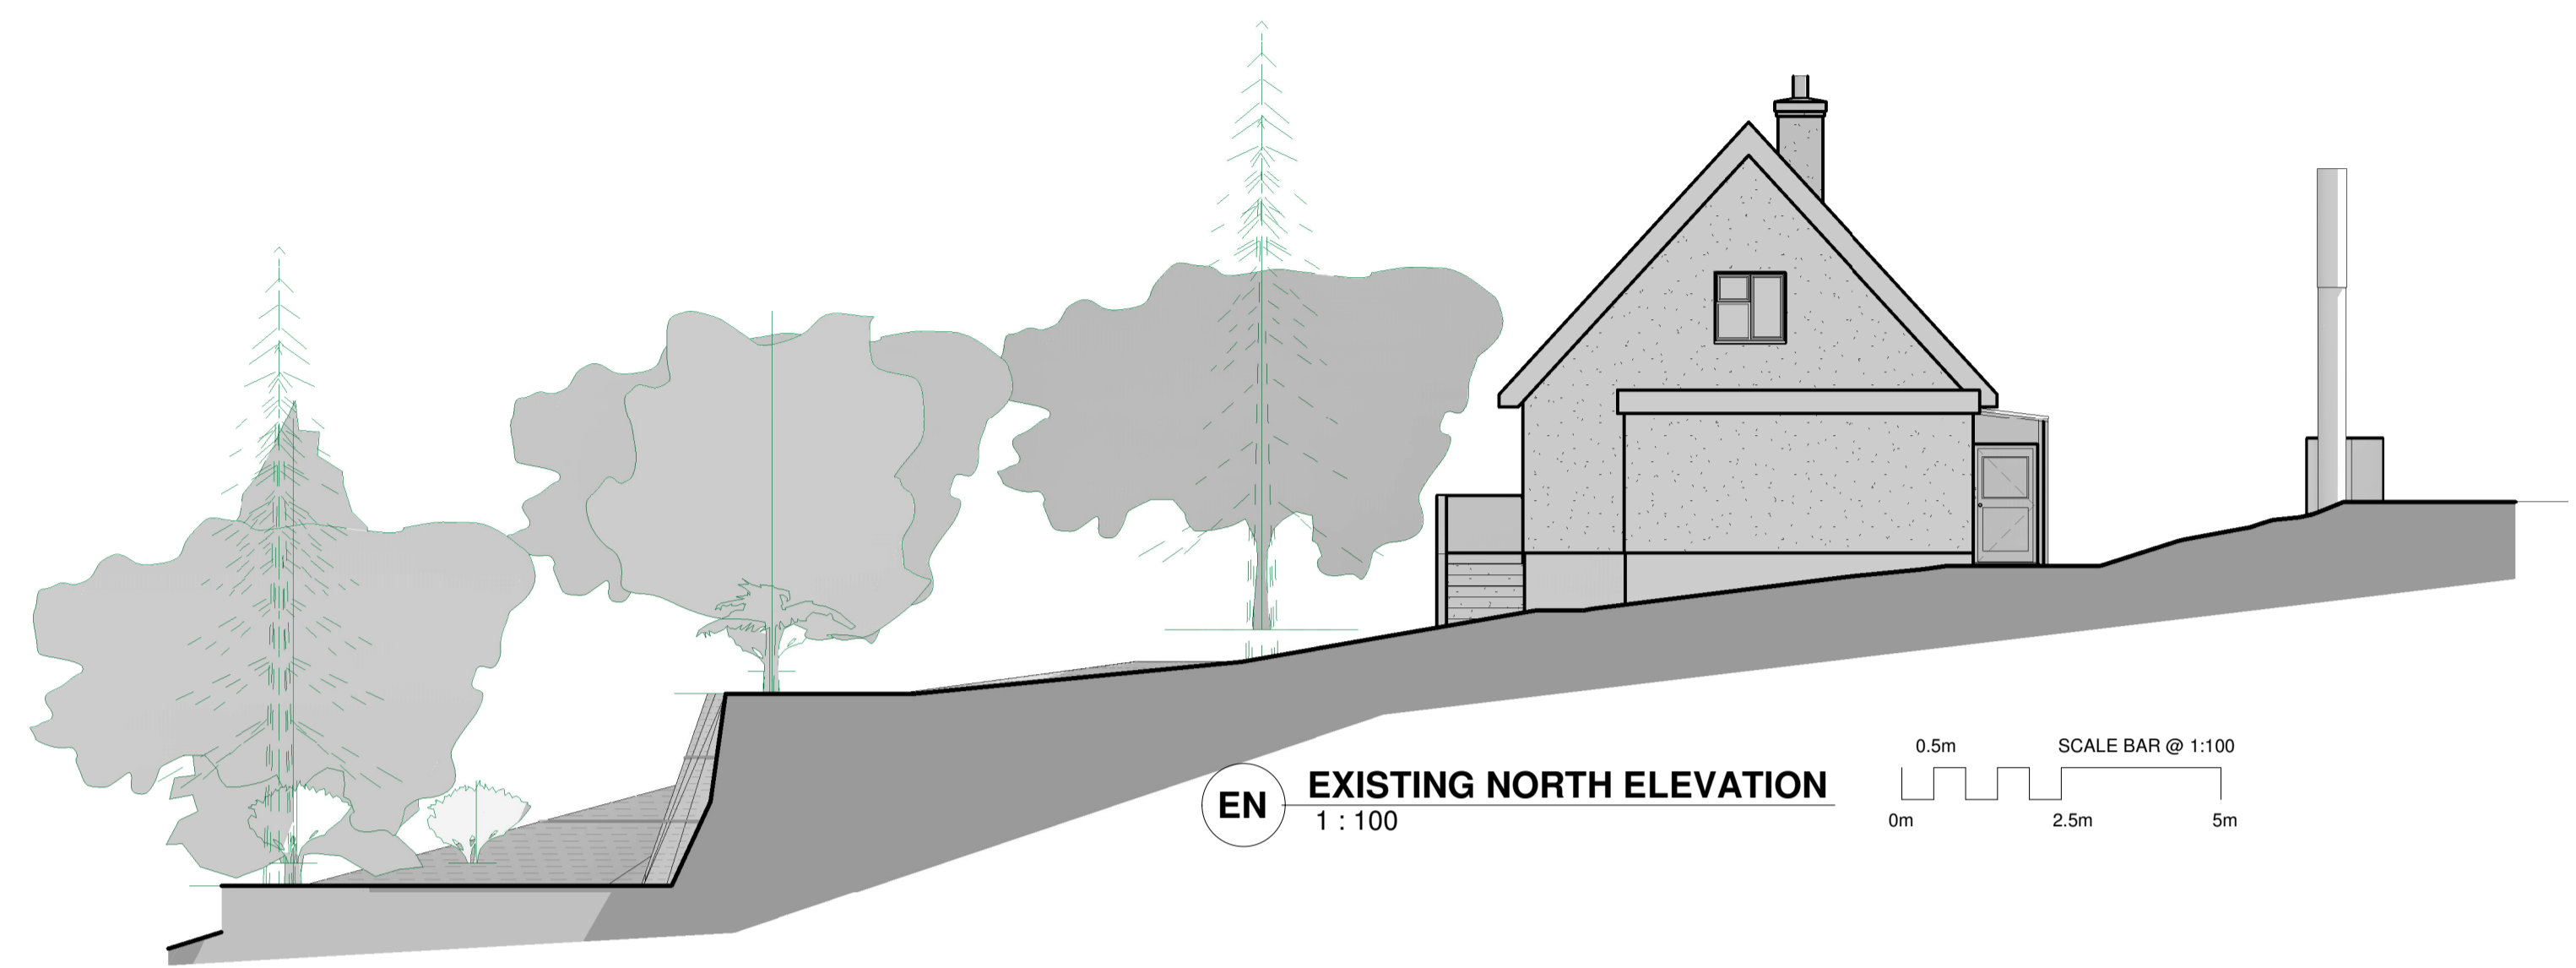 EN
EXISTING NORTH ELEVATION
1 : 100
0.5m SCALE BAR @ 1:100
0m 2.5m 5m